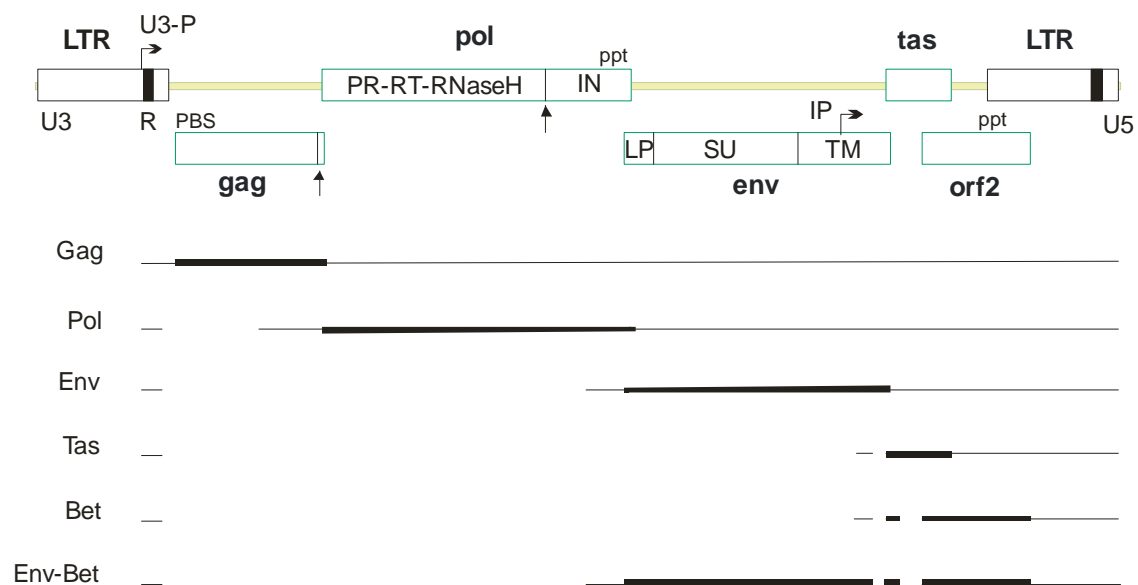 U3-P
LTR pol tas LTR
ppt
PR-RT-RNaseH IN
U3 R PBS IP ppt U5
LP SU TM
gag env orf2
Gag
Pol
Env
Tas
Bet
Env-Bet